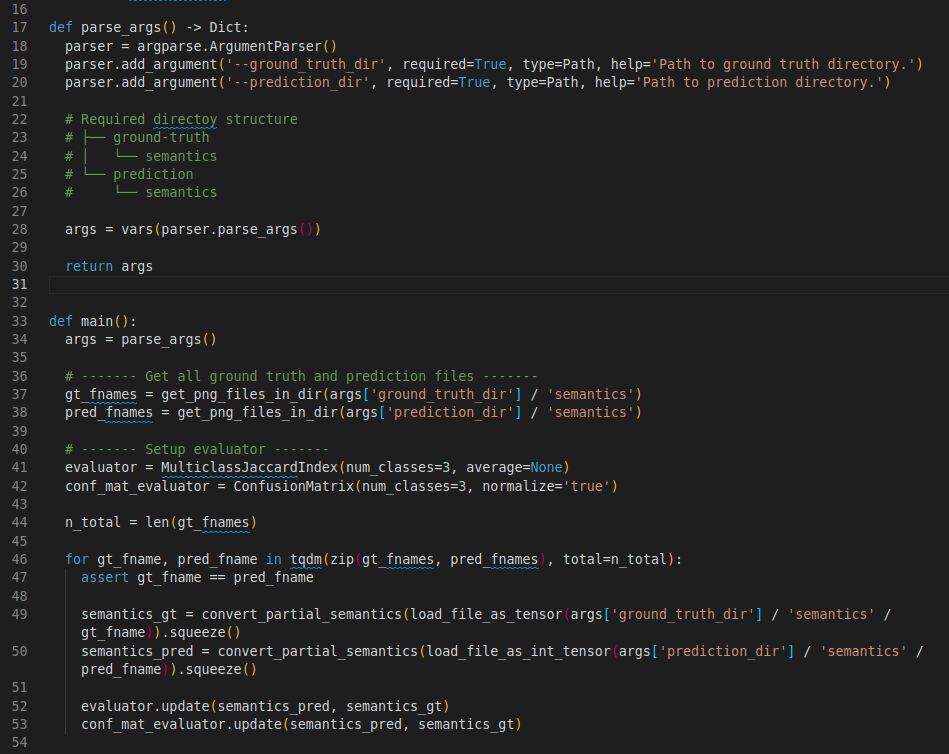 16
17 def parse_args() -> Dict:
18   parser = argparse.ArgumentParser()
19   parser.add_argument('--ground_truth_dir', required=True, type=Path, help='Path to ground truth directory.')
20   parser.add_argument('--prediction_dir', required=True, type=Path, help='Path to prediction directory.')
21
22   # Required directoy structure
23   # ├── ground-truth
24   # │   └── semantics
25   # └── prediction
26   #     └── semantics
27
28   args = vars(parser.parse_args())
29
30   return args
31
32
33 def main():
34   args = parse_args()
35
36   # ------- Get all ground truth and prediction files -------
37   gt_fnames = get_png_files_in_dir(args['ground_truth_dir'] / 'semantics')
38   pred_fnames = get_png_files_in_dir(args['prediction_dir'] / 'semantics')
39
40   # ------- Setup evaluator -------
41   evaluator = MulticlassJaccardIndex(num_classes=3, average=None)
42   conf_mat_evaluator = ConfusionMatrix(num_classes=3, normalize='true')
43
44   n_total = len(gt_fnames)
45
46   for gt_fname, pred_fname in tqdm(zip(gt_fnames, pred_fnames), total=n_total):
47     assert gt_fname == pred_fname
48
49     semantics_gt = convert_partial_semantics(load_file_as_tensor(args['ground_truth_dir'] / 'semantics' /
    gt_fname)).squeeze()
50     semantics_pred = convert_partial_semantics(load_file_as_int_tensor(args['prediction_dir'] / 'semantics' /
    pred_fname)).squeeze()
51
52     evaluator.update(semantics_pred, semantics_gt)
53     conf_mat_evaluator.update(semantics_pred, semantics_gt)
54